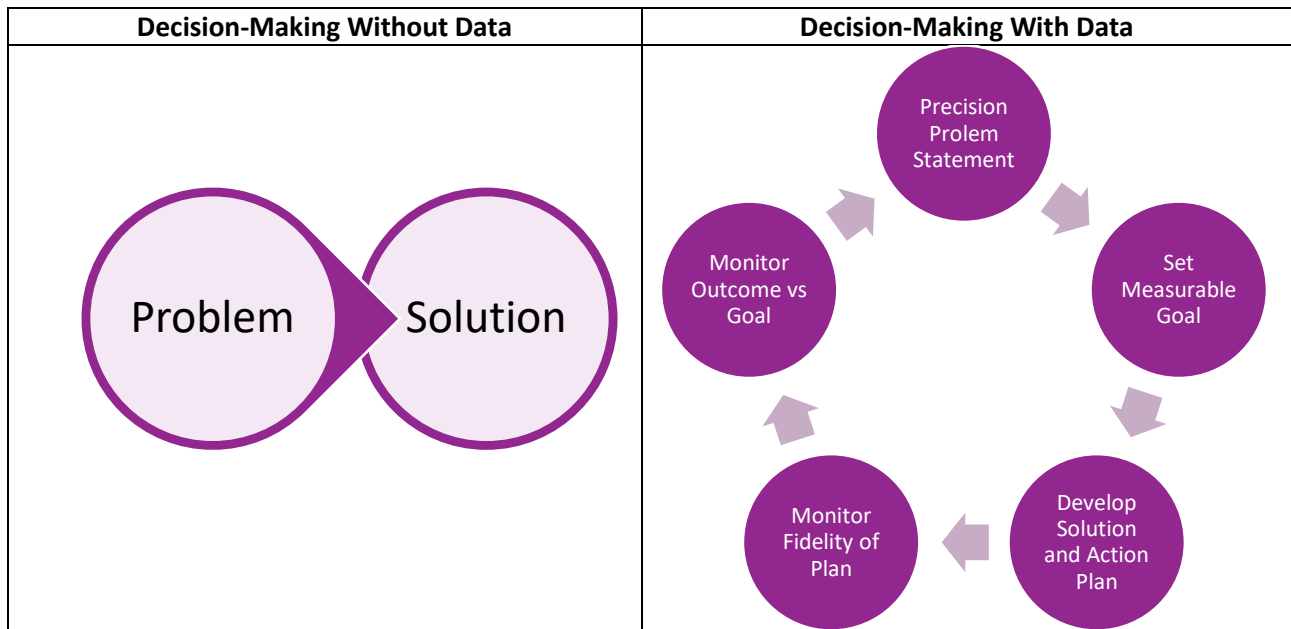 Decision-Making Without Data
Decision-Making With Data
Problem
Solution
Precision
Prolem
Statement
Set
Measurable
Goal
Develop
Solution
and Action
Plan
Monitor
Fidelity of
Plan
Monitor
Outcome vs
Goal